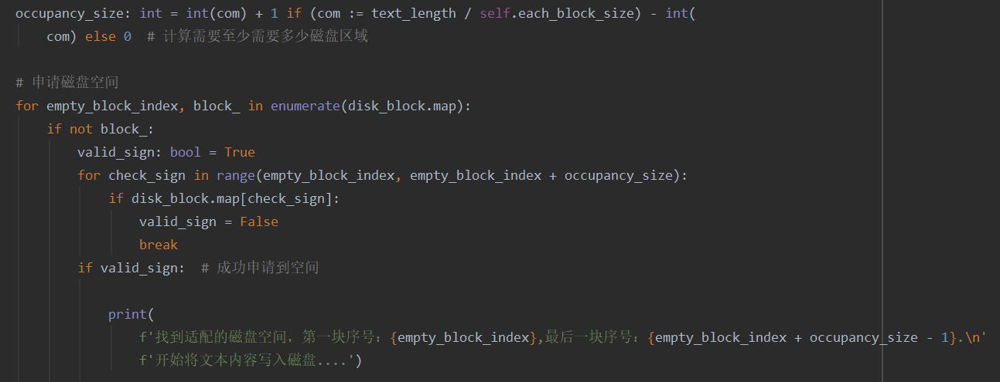 occupancy_size: int = int(com) + 1 if (com := text_length / self.each_block_size) - int(
    com) else 0  # 计算需要至少需要多少磁盘区域
# 申请磁盘空间
for empty_block_index, block_ in enumerate(disk_block.map):
    if not block_:
        valid_sign: bool = True
        for check_sign in range(empty_block_index, empty_block_index + occupancy_size):
            if disk_block.map[check_sign]:
                valid_sign = False
                break
        if valid_sign:  # 成功申请到空间
            print(
                f'找到适配的磁盘空间，第一块序号：{empty_block_index},最后一块序号：{empty_block_index + occupancy_size - 1}.\n'
                f'开始将文本内容写入磁盘....')